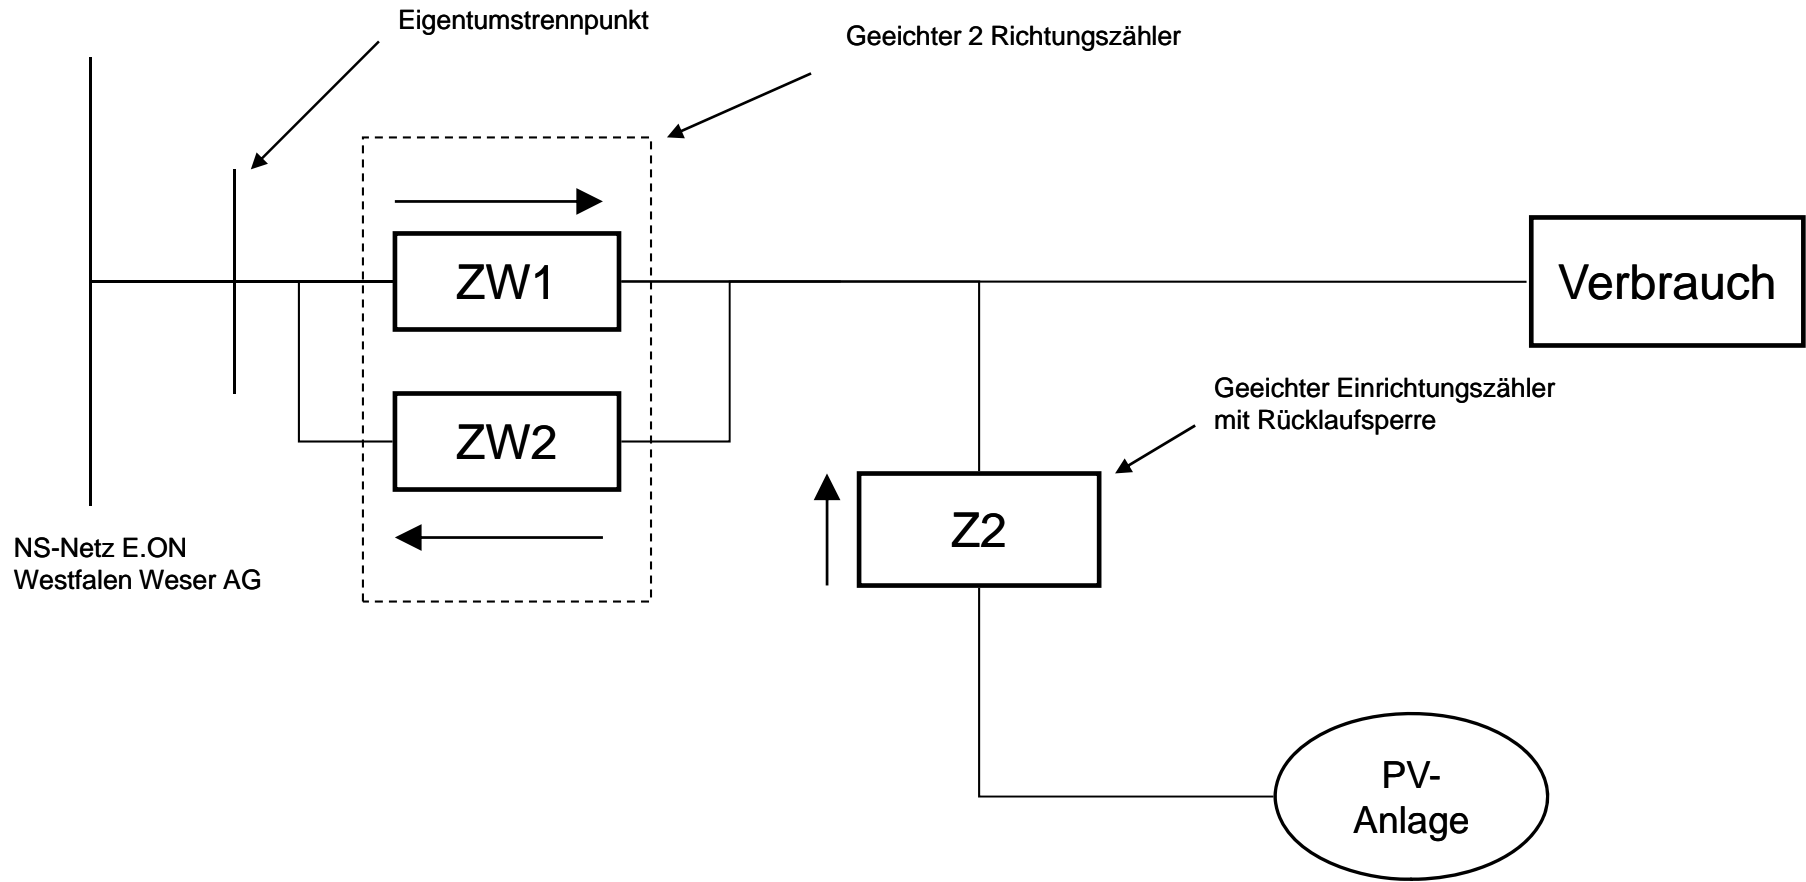 Eigentumstrennpunkt
Geeichter 2 Richtungszähler
ZW1
Verbrauch
ZW2
Geeichter Einrichtungszähler
mit Rücklaufsperre
Z2
NS-Netz E.ON
Westfalen Weser AG
PV-
Anlage